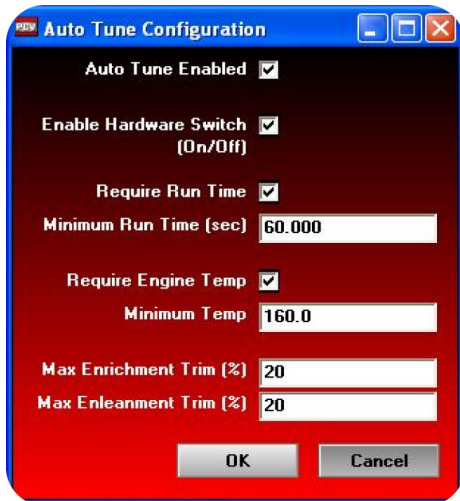 PCV Auto Tune Configuration
Auto Tune Enabled
Enable Hardware Switch
(On/Off)
Require Run Time
Minimum Run Time (sec) 60.000
Require Engine Temp
Minimum Temp 160.0
Max Enrichment Trim (%) 20
Max Enleanment Trim (%) 20
OK Cancel